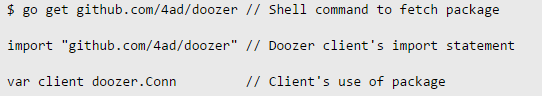 $ go get github.com/4ad/doozer // Shell command to fetch package
import "github.com/4ad/doozer" // Doozer client's import statement
var client doozer.Conn // Client's use of package